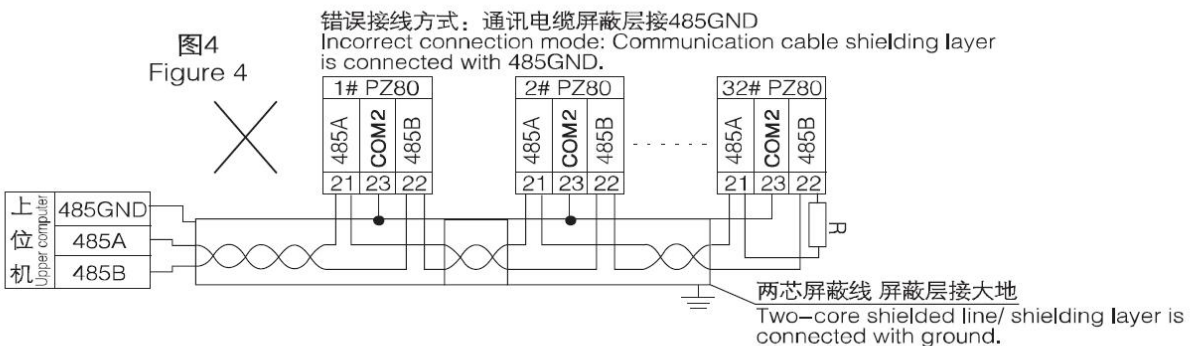 错误接线方式：通讯电缆屏蔽层接485GND
Incorrect connection mode: Communication cable shielding layer
is connected with 485GND.
图4
Figure 4
1# PZ80
485A
COM2
485B
21
23
22
2# PZ80
485A
COM2
485B
21
23
22
32# PZ80
485A
COM2
485B
21
23
22
R
上位机
Upper computer
485GND
485A
485B
两芯屏蔽线 屏蔽层接大地
Two-core shielded line/ shielding layer is
connected with ground.